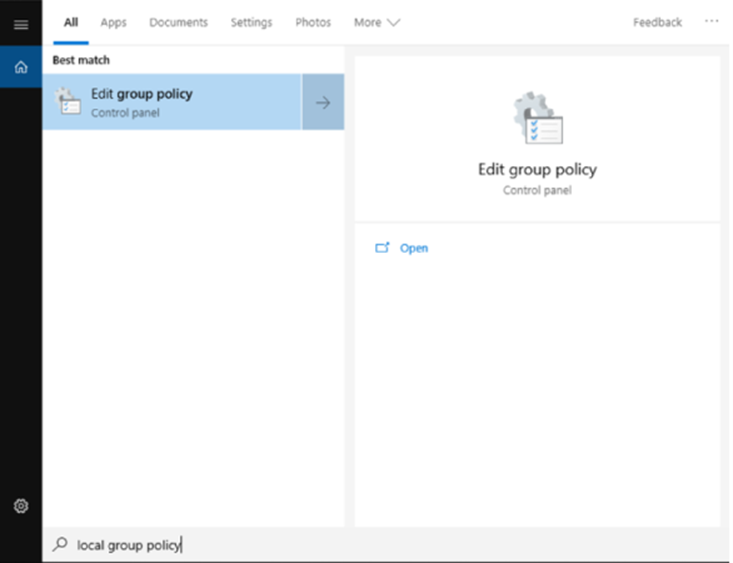 All Apps Documents Settings Photos More Feedback ...
Best match
Edit group policy
Control panel
Edit group policy
Control panel
Open
local group policy